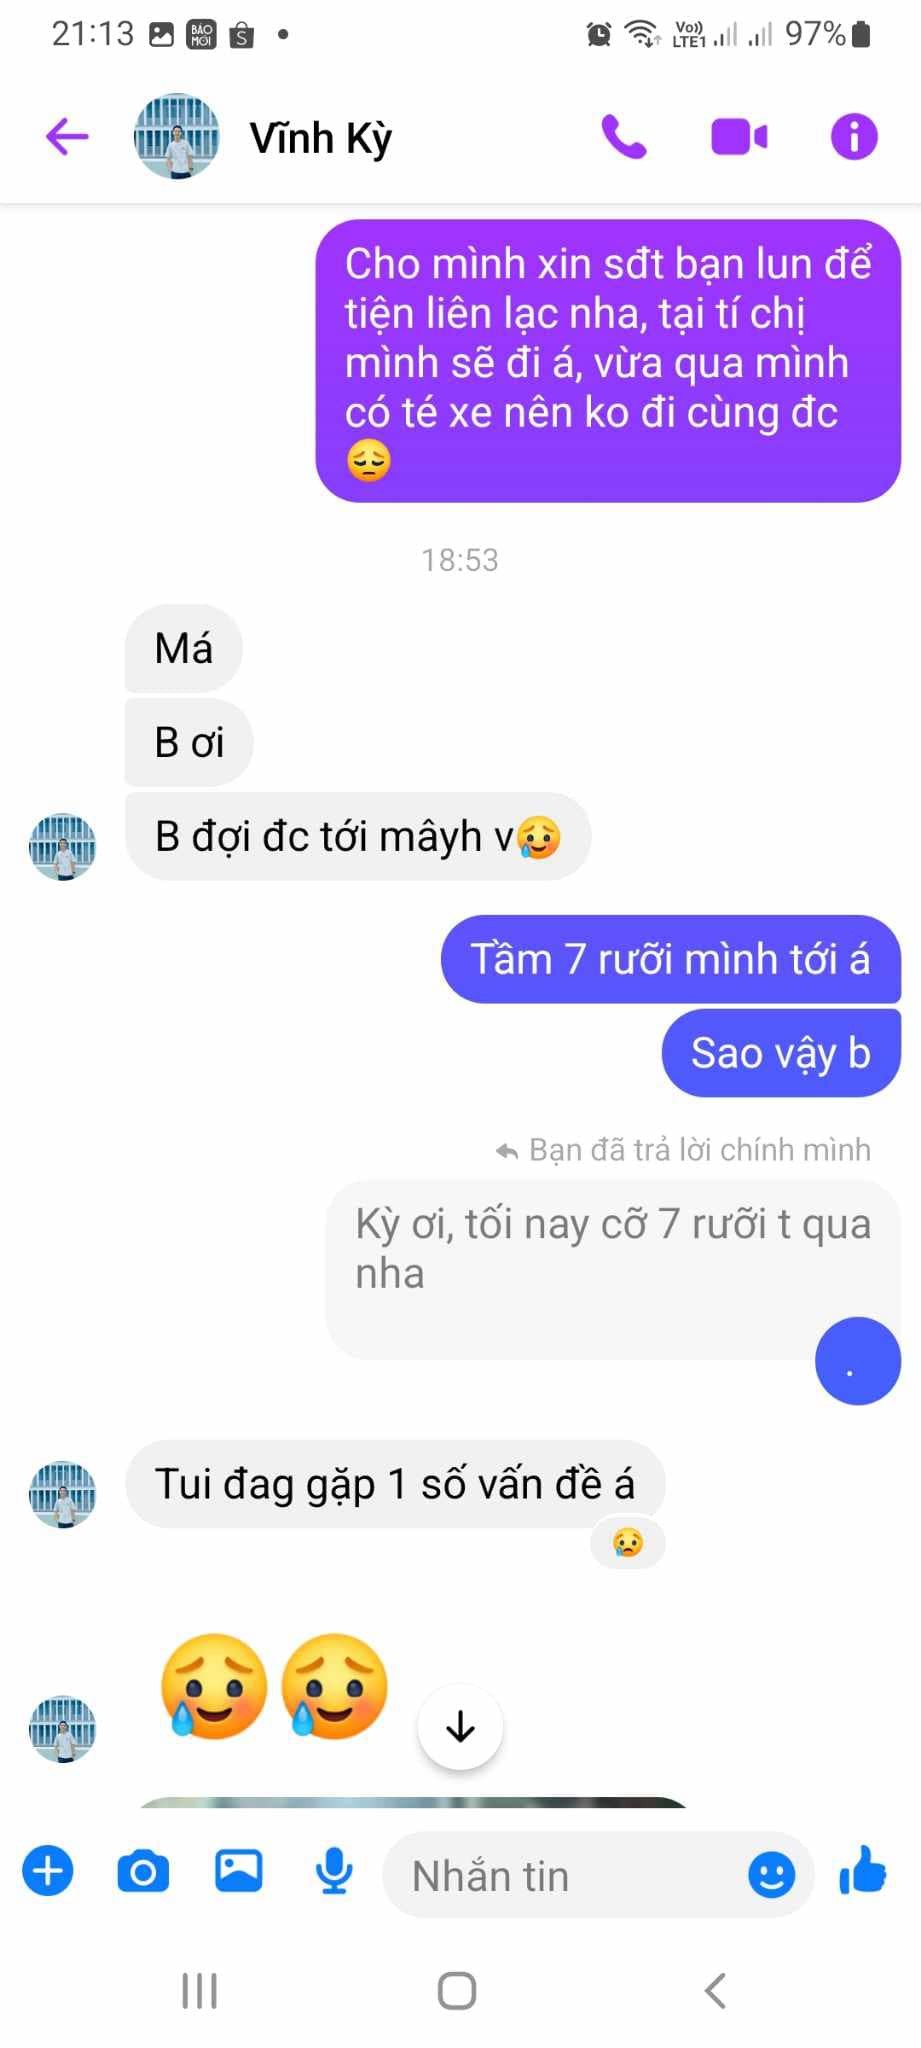 21:13
BÁO
MỚI
S
Vo))
LTE1
97%
Vĩnh Kỳ
Cho mình xin sđt bạn lun để
tiện liên lạc nha, tại tí chị
mình sẽ đi á, vừa qua mình
có té xe nên ko đi cùng đc
😔
18:53
Má
B ơi
B đợi đc tới mâyh v🥲
Tầm 7 rưỡi mình tới á
Sao vậy b
Bạn đã trả lời chính mình
Kỳ ơi, tối nay cỡ 7 rưỡi t qua
nha
.
Tui đag gặp 1 số vấn đề á
😢
🥲🥲
Nhắn tin